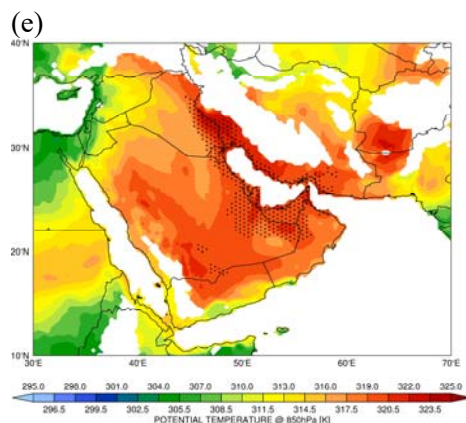 (e)
40°N
30°N
20°N
10°N
30°E 40°E 50°E 60°E 70°E
295.0 298.0 301.0 304.0 307.0 310.0 313.0 316.0 319.0 322.0 325.0
296.5 299.5 302.5 305.5 308.5 311.5 314.5 317.5 320.5 323.5
POTENTIAL TEMPERATURE @ 850hPa [K]